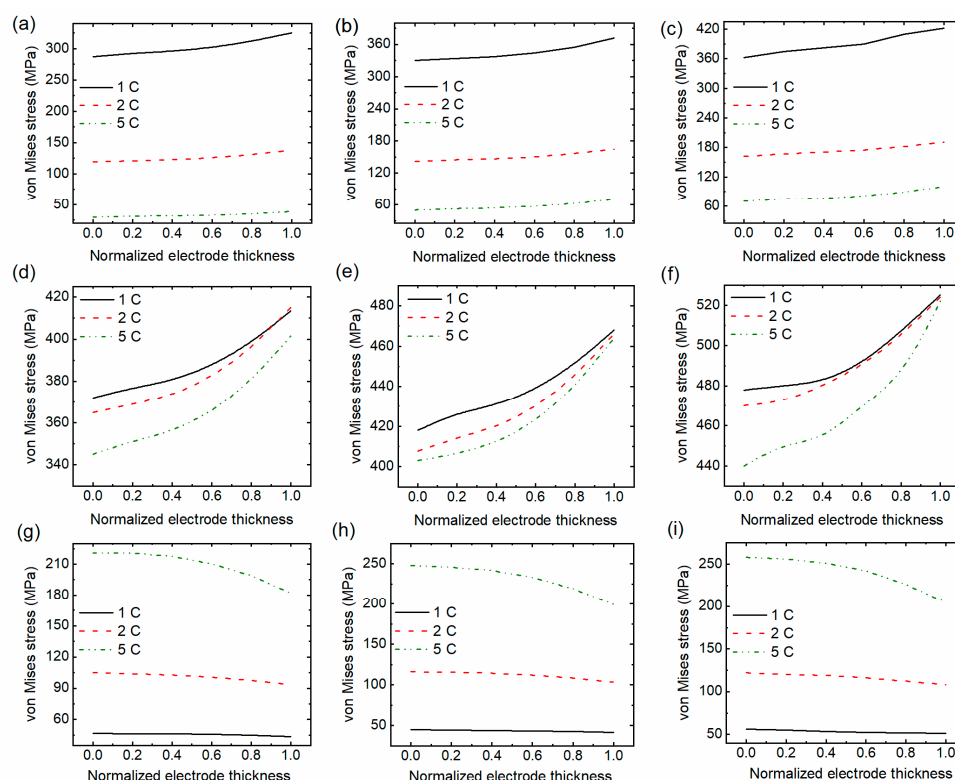 (a)
von Mises stress (MPa)
300
250
200
150
100
50
1 C
2 C
5 C
0.0 0.2 0.4 0.6 0.8 1.0
Normalized electrode thickness
(b)
von Mises stress (MPa)
360
300
240
180
120
60
1 C
2 C
5 C
0.0 0.2 0.4 0.6 0.8 1.0
Normalized electrode thickness
(c)
von Mises stress (MPa)
420
360
300
240
180
120
60
1 C
2 C
5 C
0.0 0.2 0.4 0.6 0.8 1.0
Normalized electrode thickness
(d)
von Mises stress (MPa)
420
400
380
360
340
1 C
2 C
5 C
0.0 0.2 0.4 0.6 0.8 1.0
Normalized electrode thickness
(e)
von Mises stress (MPa)
480
460
440
420
400
1 C
2 C
5 C
0.0 0.2 0.4 0.6 0.8 1.0
Normalized electrode thickness
(f)
von Mises stress (MPa)
520
500
480
460
440
1 C
2 C
5 C
0.0 0.2 0.4 0.6 0.8 1.0
Normalized electrode thickness
(g)
von Mises stress (MPa)
210
180
150
120
90
60
1 C
2 C
5 C
0.0 0.2 0.4 0.6 0.8 1.0
Normalized electrode thickness
(h)
von Mises stress (MPa)
250
200
150
100
50
1 C
2 C
5 C
0.0 0.2 0.4 0.6 0.8 1.0
Normalized electrode thickness
(i)
von Mises stress (MPa)
250
200
150
100
50
1 C
2 C
5 C
0.0 0.2 0.4 0.6 0.8 1.0
Normalized electrode thickness